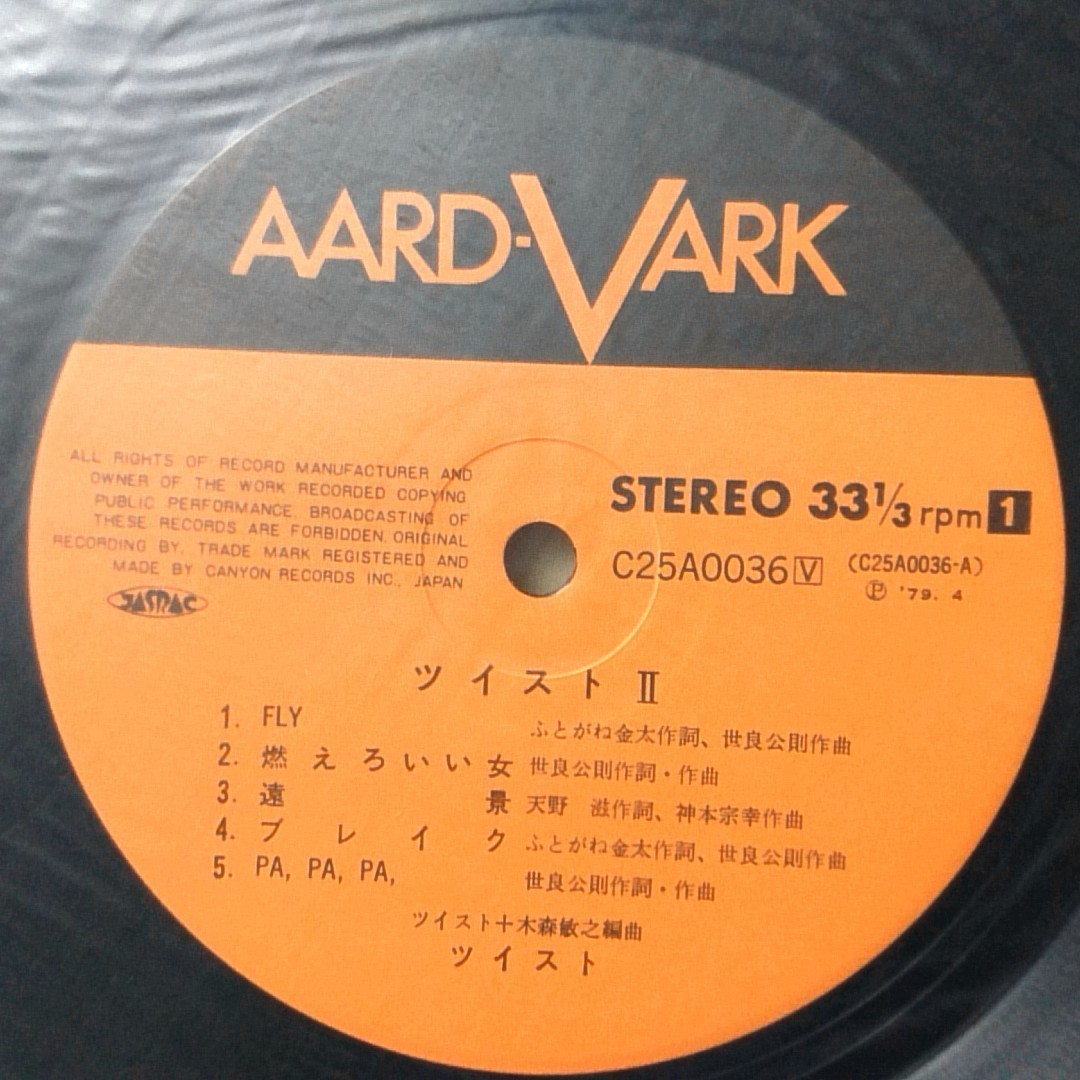 AARD-VARK
ALL RIGHTS OF RECORD MANUFACTURER AND
OWNER OF THE WORK RECORDED COPYING
PUBLIC PERFORMANCE. BROADCASTING OF
THESE RECORDS ARE FORBIDDEN. ORIGINAL
RECORDING BY, TRADE MARK REGISTERED AND
MADE BY CANYON RECORDS INC., JAPAN
JASRAC
STEREO 33⅓ rpm 1
C25A0036 V (C25A0036-A)
Ⓟ '79. 4
ツイスト II
1. FLY ふとがね金太作詞、世良公則作曲
2. 燃えろいい女 世良公則作詞・作曲
3. 遠景 天野 滋作詞、神本宗幸作曲
4. ブレイク ふとがね金太作詞、世良公則作曲
5. PA, PA, PA, 世良公則作詞・作曲
ツイスト+木森敏之編曲
ツイスト